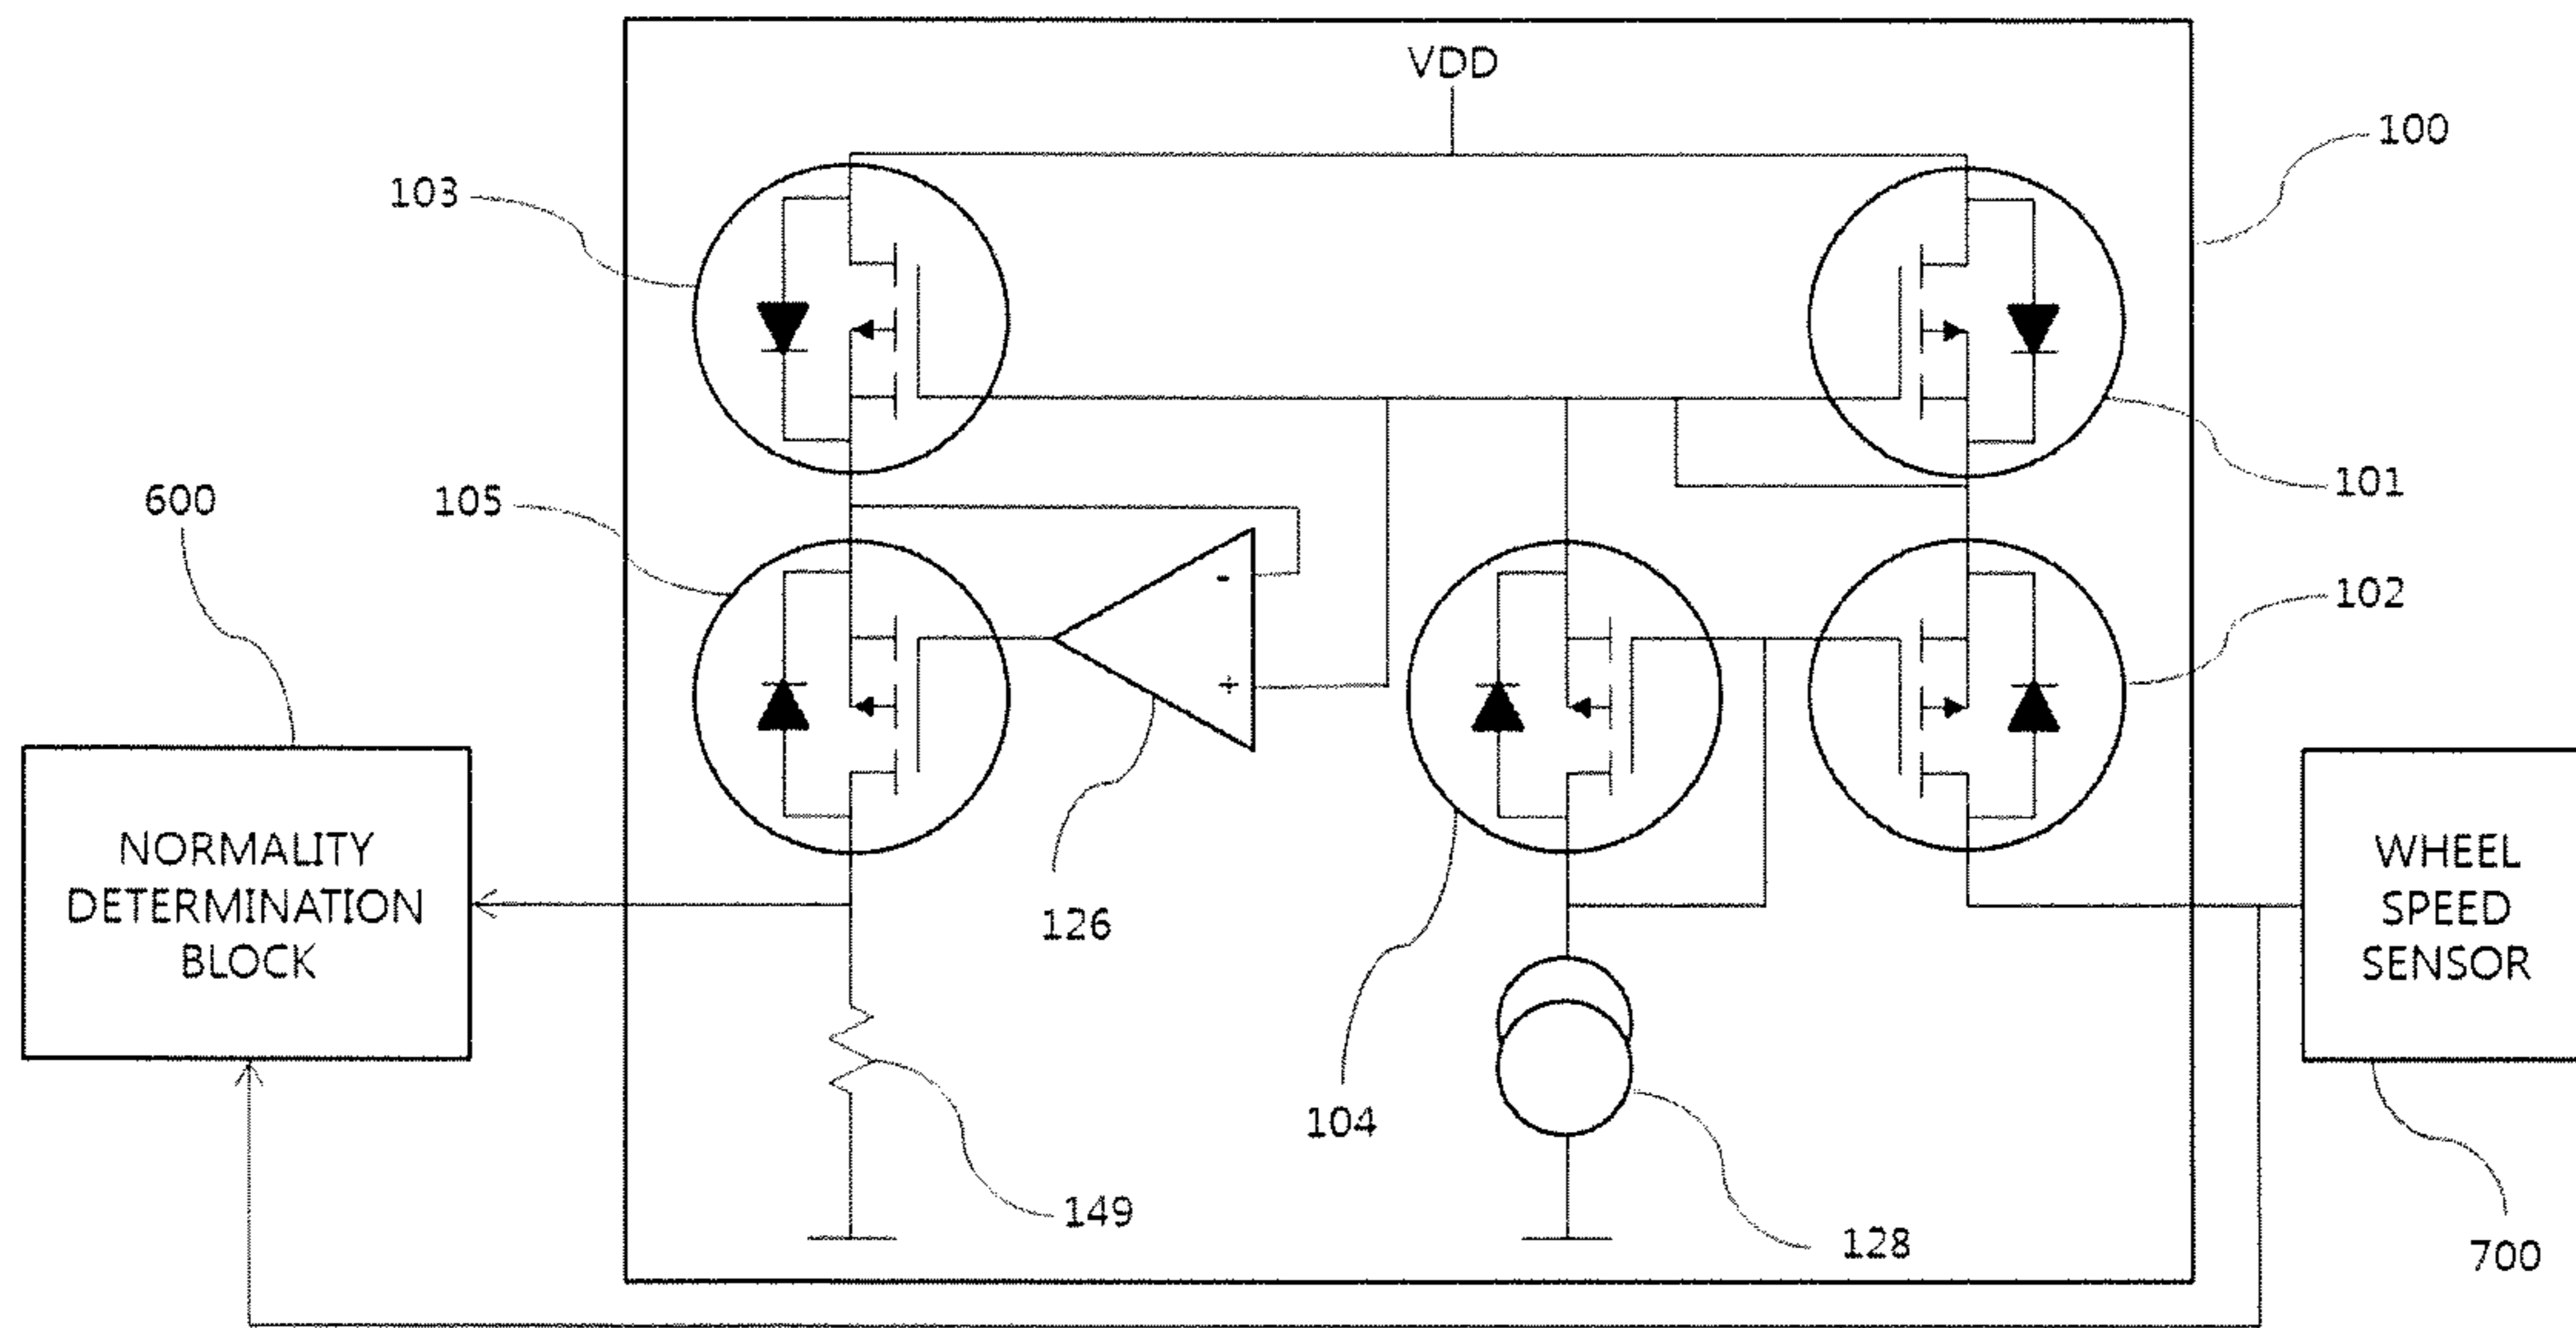 VDD
100
103
101
600
105
102
-
+
NORMALITY
DETERMINATION
BLOCK
126
WHEEL
SPEED
SENSOR
104
149
128
700